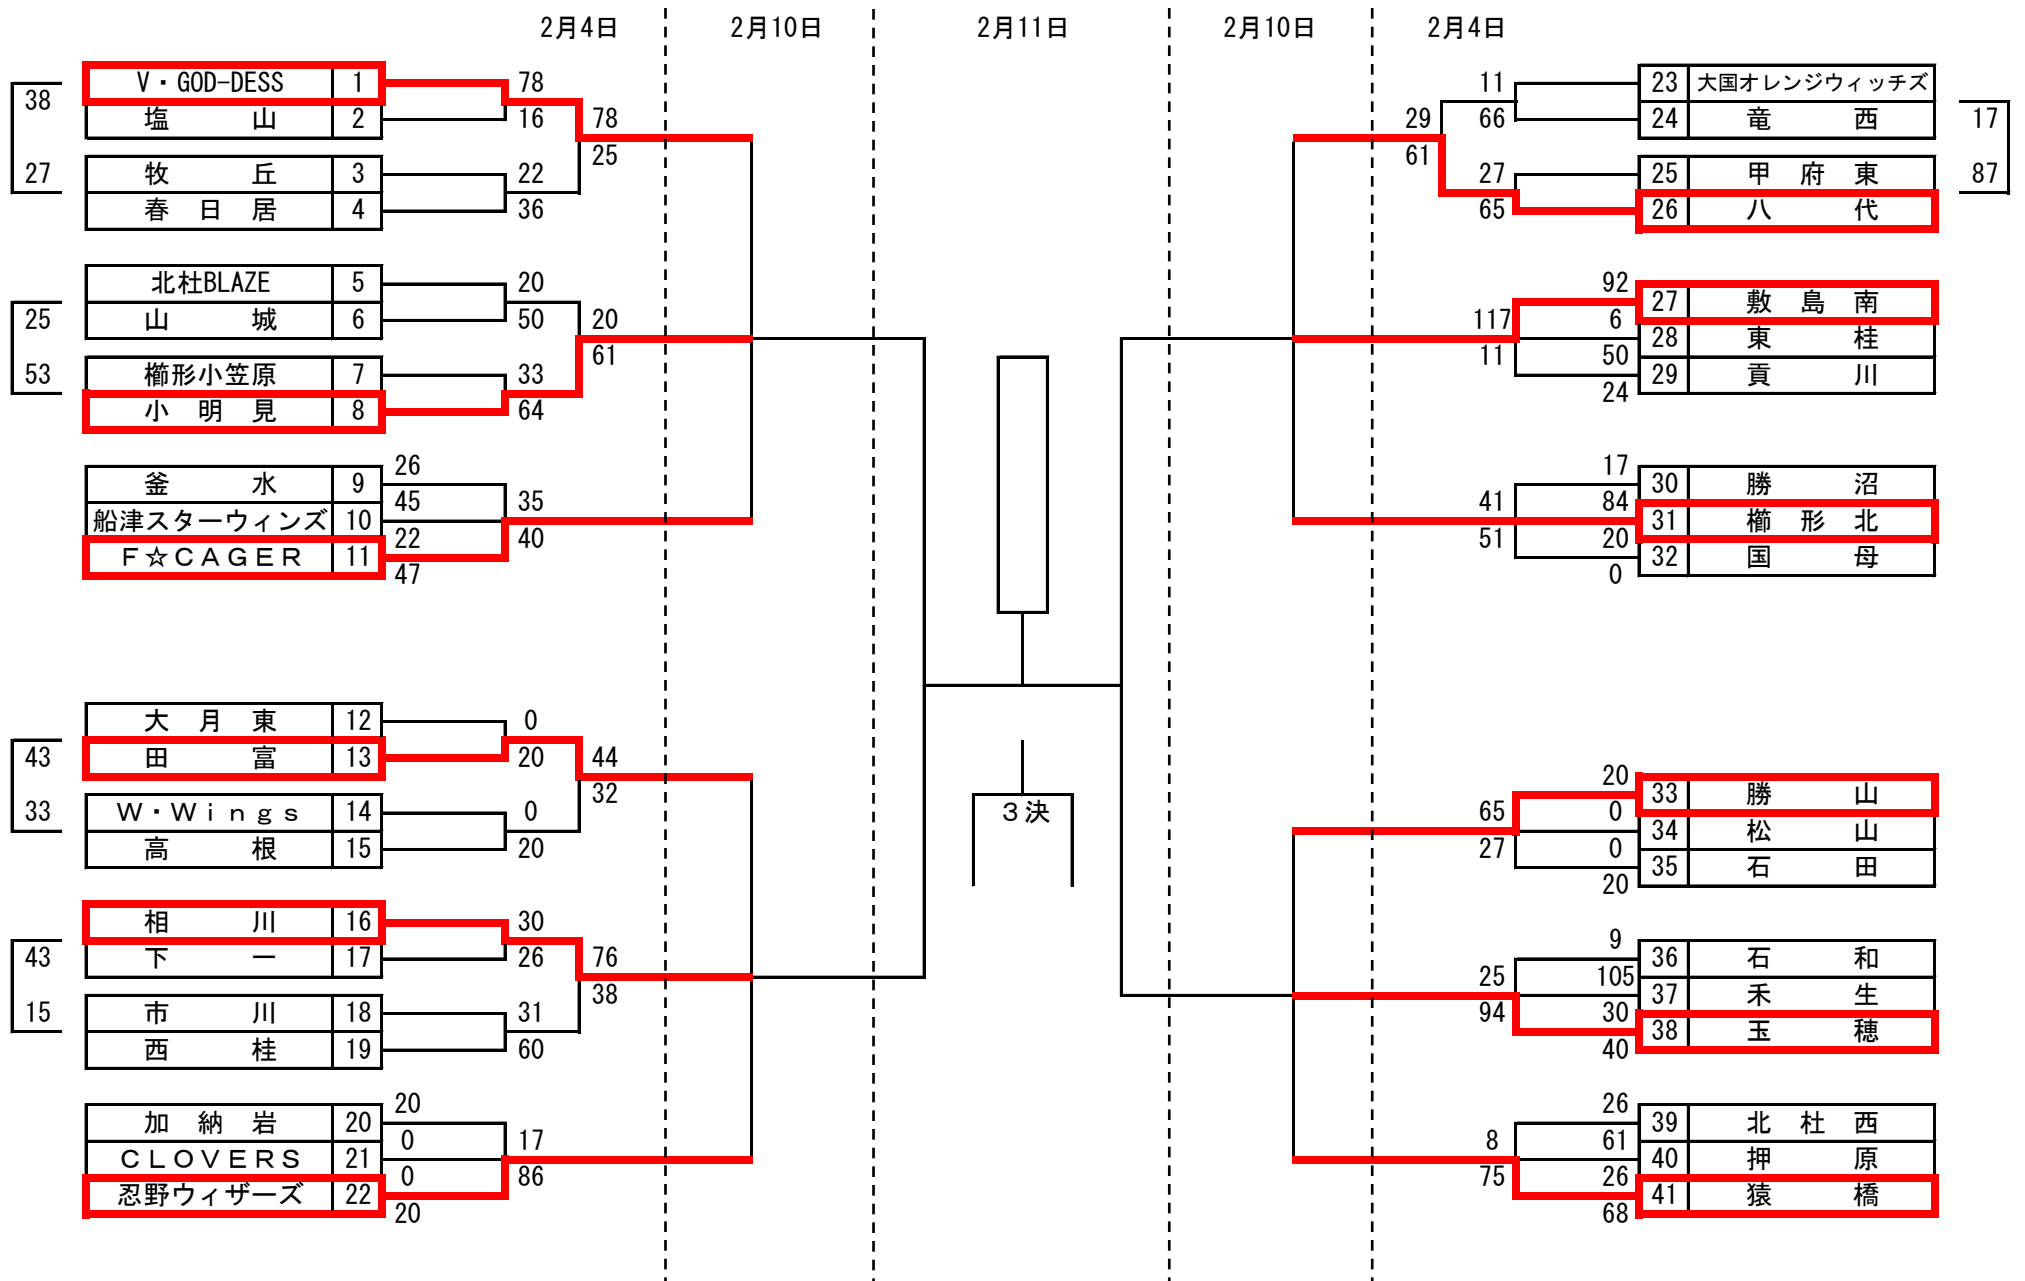 2月4日 2月10日 2月11日 2月10日 2月4日
38
27
V・GOD-DESS 1 78
塩山 2 16
78
25
牧丘 3 22
春日居 4 36
25
53
北杜BLAZE 5 20
山城 6 50
20
61
櫛形小笠原 7 33
小明見 8 64
26
釜水 9
45
船津スターウィンズ 10
22
F☆CAGER 11
47
35
40
43
33
大月東 12 0
田富 13 20
44
32
W・Wings 14 0
高根 15 20
43
15
相川 16 30
下一 17 26
76
38
市川 18 31
西桂 19 60
20
加納岩 20
0
CLOVERS 21
0
忍野ウィザーズ 22
20
17
86
3決
11 23 大国オレンジウィッチズ
66 24 竜西
29
61
27 25 甲府東
65 26 八代
17
87
92
27 敷島南
6
28 東桂
50
29 貢川
24
117
11
17
30 勝沼
84
31 櫛形北
20
32 国母
0
41
51
20
33 勝山
0
34 松山
0
35 石田
20
65
27
9
36 石和
105
37 禾生
30
38 玉穂
40
25
94
26
39 北杜西
61
40 押原
26
41 猿橋
68
8
75